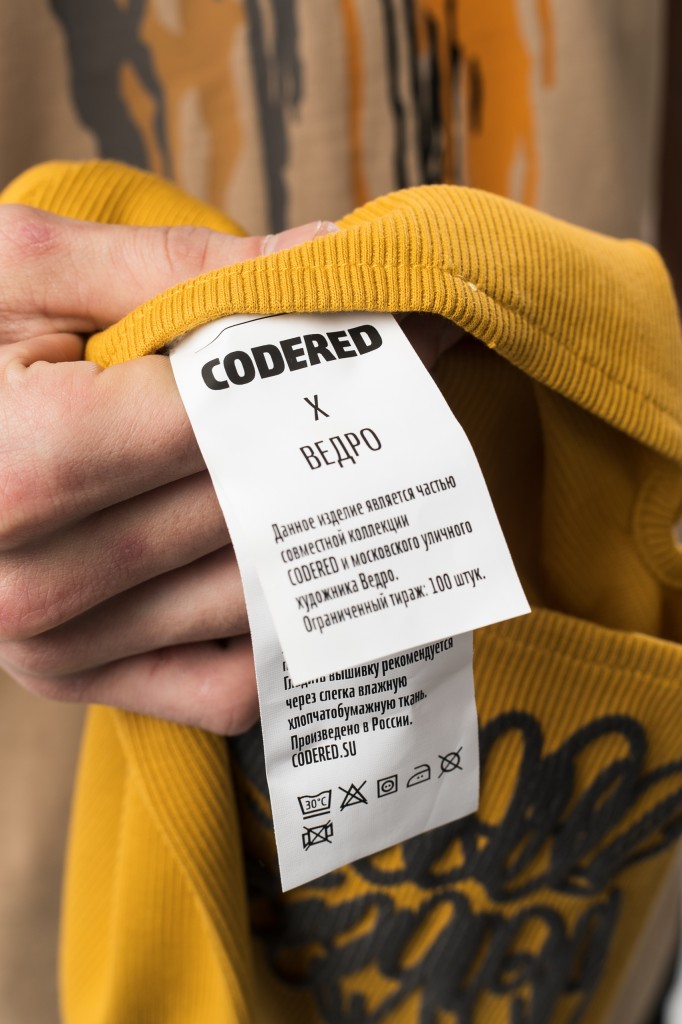 CODERED
X
ВЕДРО
Данное изделие является частью
совместной коллекции
CODERED и московского уличного
художника Ведро.
Ограниченный тираж: 100 штук.
Гладить вышивку рекомендуется
через слегка влажную
хлопчатобумажную ткань.
Произведено в России.
CODERED.SU
30°C